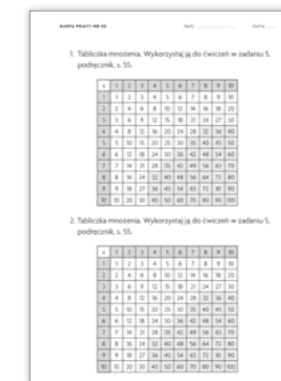 KARTA PRACY NR 50 IMIĘ: DATA:
1. Tabliczka mnożenia. Wykorzystaj ją do ćwiczeń w zadaniu 5,
podręcznik, s. 55.
x 1 2 3 4 5 6 7 8 9 10
1 1 2 3 4 5 6 7 8 9 10
2 2 4 6 8 10 12 14 16 18 20
3 3 6 9 12 15 18 21 24 27 30
4 4 8 12 16 20 24 28 32 36 40
5 5 10 15 20 25 30 35 40 45 50
6 6 12 18 24 30 36 42 48 54 60
7 7 14 21 28 35 42 49 56 63 70
8 8 16 24 32 40 48 56 64 72 80
9 9 18 27 36 45 54 63 72 81 90
10 10 20 30 40 50 60 70 80 90 100
2. Tabliczka mnożenia. Wykorzystaj ją do ćwiczeń w zadaniu 5,
podręcznik, s. 55.
x 1 2 3 4 5 6 7 8 9 10
1 1 2 3 4 5 6 7 8 9 10
2 2 4 6 8 10 12 14 16 18 20
3 3 6 9 12 15 18 21 24 27 30
4 4 8 12 16 20 24 28 32 36 40
5 5 10 15 20 25 30 35 40 45 50
6 6 12 18 24 30 36 42 48 54 60
7 7 14 21 28 35 42 49 56 63 70
8 8 16 24 32 40 48 56 64 72 80
9 9 18 27 36 45 54 63 72 81 90
10 10 20 30 40 50 60 70 80 90 100